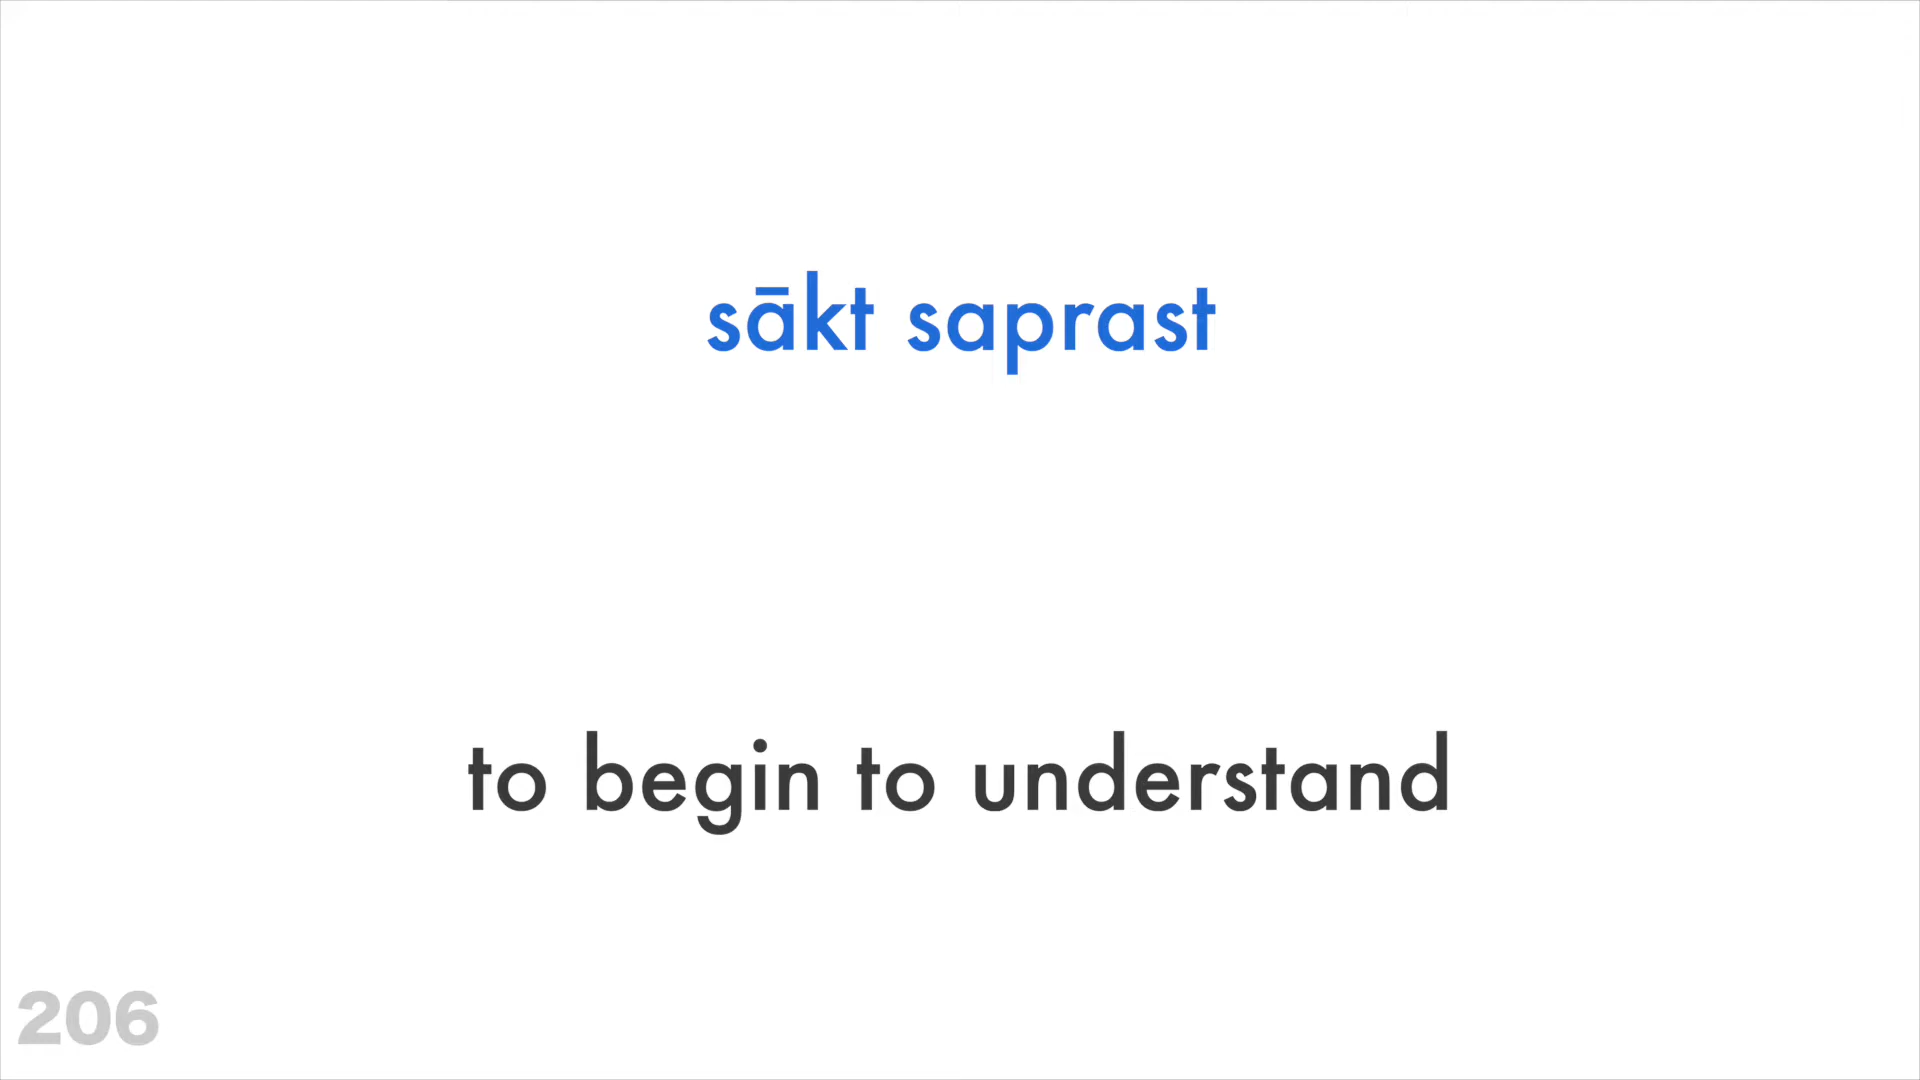 sākt saprast
to begin to understand
206